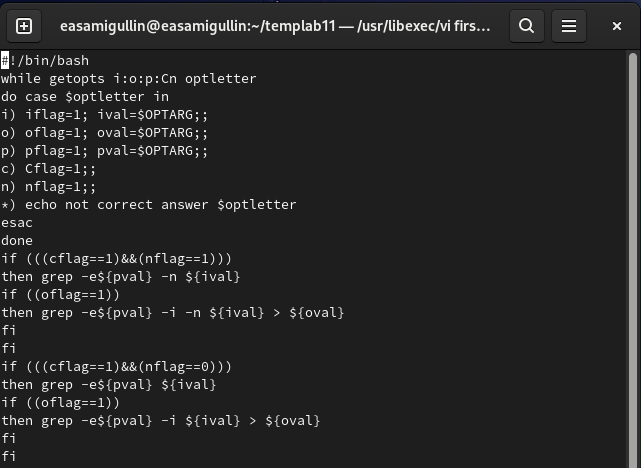 easamigullin@easamigullin:~/templab11 — /usr/libexec/vi firs...
#!/bin/bash
while getopts i:o:p:Cn optletter
do case $optletter in
i) iflag=1; ival=$OPTARG;;
o) oflag=1; oval=$OPTARG;;
p) pflag=1; pval=$OPTARG;;
c) Cflag=1;;
n) nflag=1;;
*) echo not correct answer $optletter
esac
done
if (((cflag==1)&&(nflag==1)))
then grep -e${pval} -n ${ival}
if ((oflag==1))
then grep -e${pval} -i -n ${ival} > ${oval}
fi
fi
if (((cflag==1)&&(nflag==0)))
then grep -e${pval} ${ival}
if ((oflag==1))
then grep -e${pval} -i ${ival} > ${oval}
fi
fi